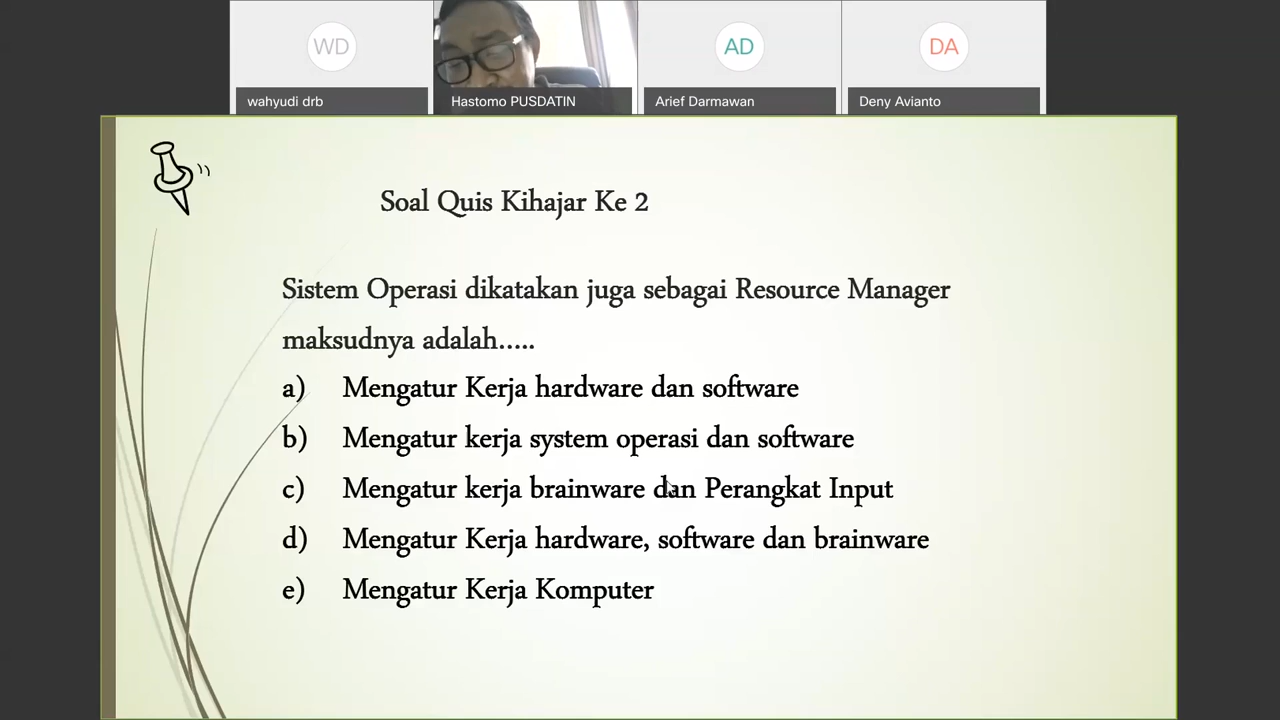 WD
AD
DA
wahyudi drb
Hastomo PUSDATIN
Arief Darmawan
Deny Avianto
Soal Quis Kihajar Ke 2
Sistem Operasi dikatakan juga sebagai Resource Manager
maksudnya adalah.....
a) Mengatur Kerja hardware dan software
b) Mengatur kerja system operasi dan software
c) Mengatur kerja brainware dan Perangkat Input
d) Mengatur Kerja hardware, software dan brainware
e) Mengatur Kerja Komputer